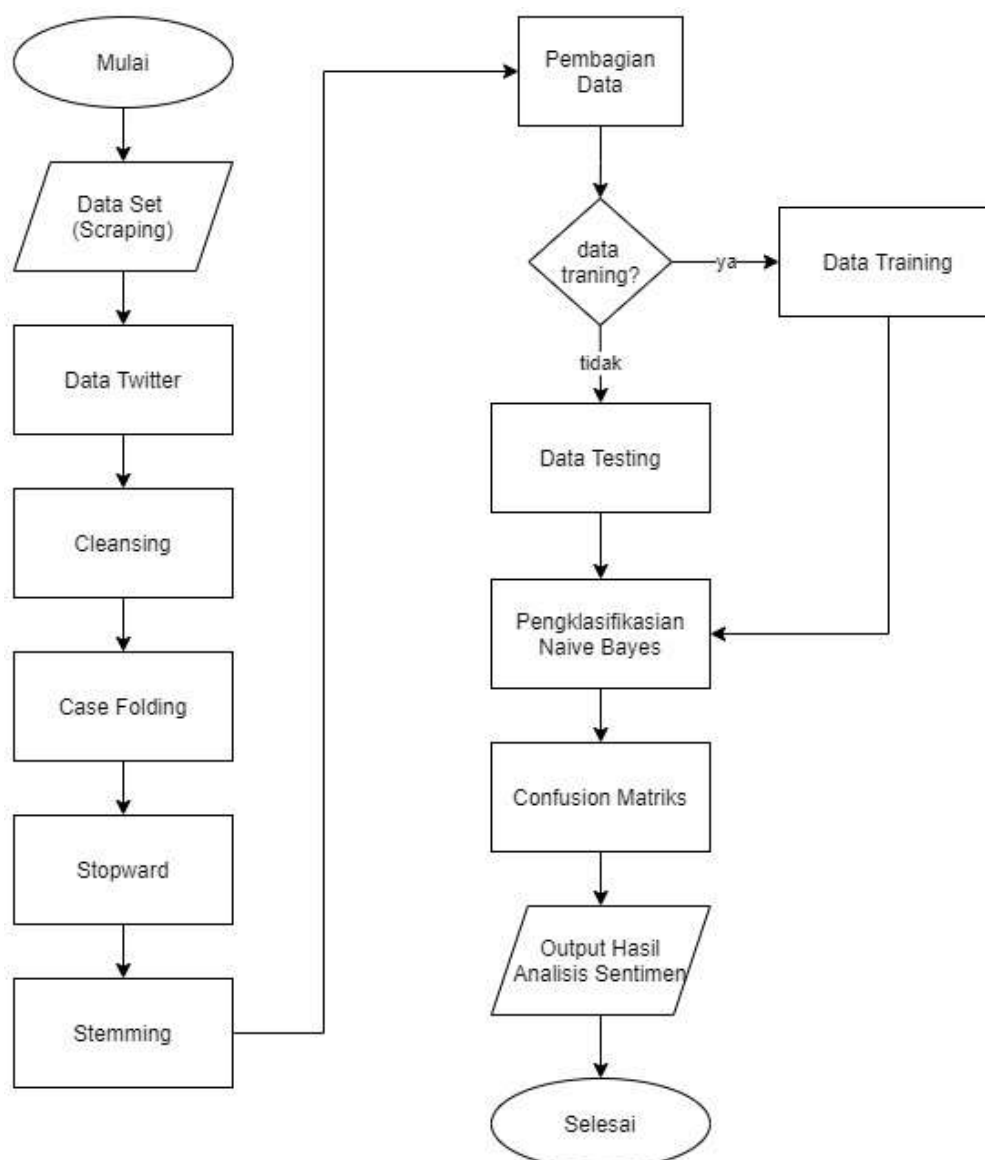 Mulai
Data Set
(Scraping)
Data Twitter
Cleansing
Case Folding
Stopward
Stemming
Pembagian
Data
data
traning?
ya
Data Training
tidak
Data Testing
Pengklasifikasian
Naive Bayes
Confusion Matriks
Output Hasil
Analisis Sentimen
Selesai